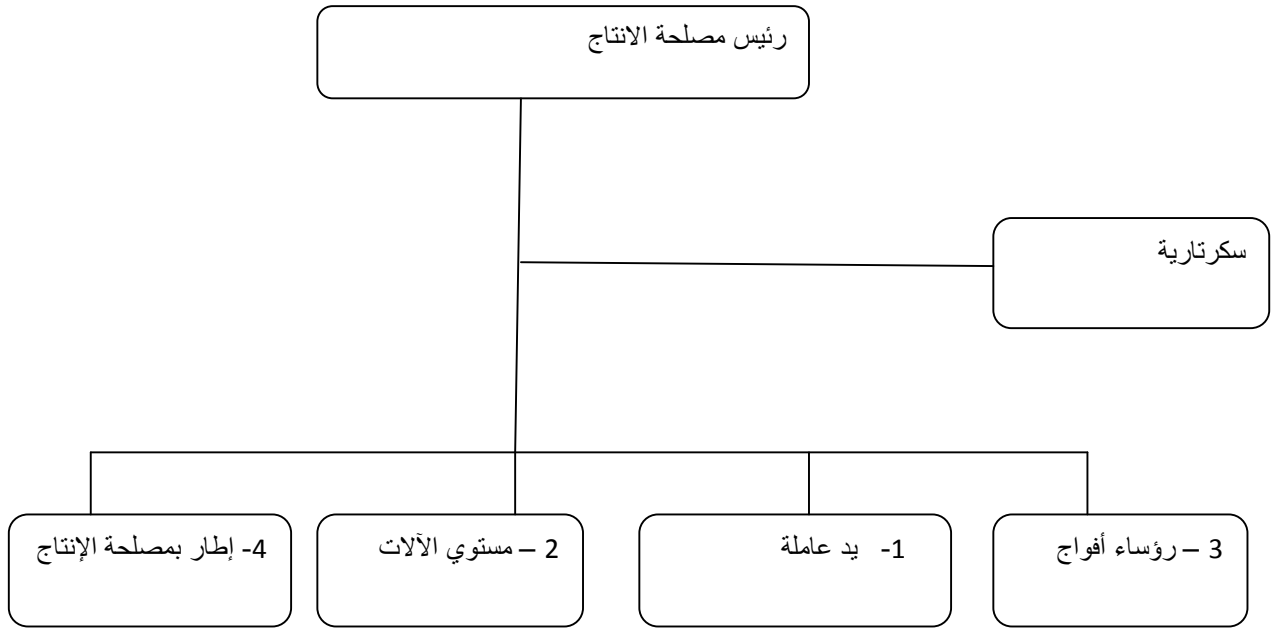 رئيس مصلحة الانتاج
سكرتارية
3 – رؤساء أفواج
1- يد عاملة
2 – مستوي الآلات
4- إطار بمصلحة الإنتاج